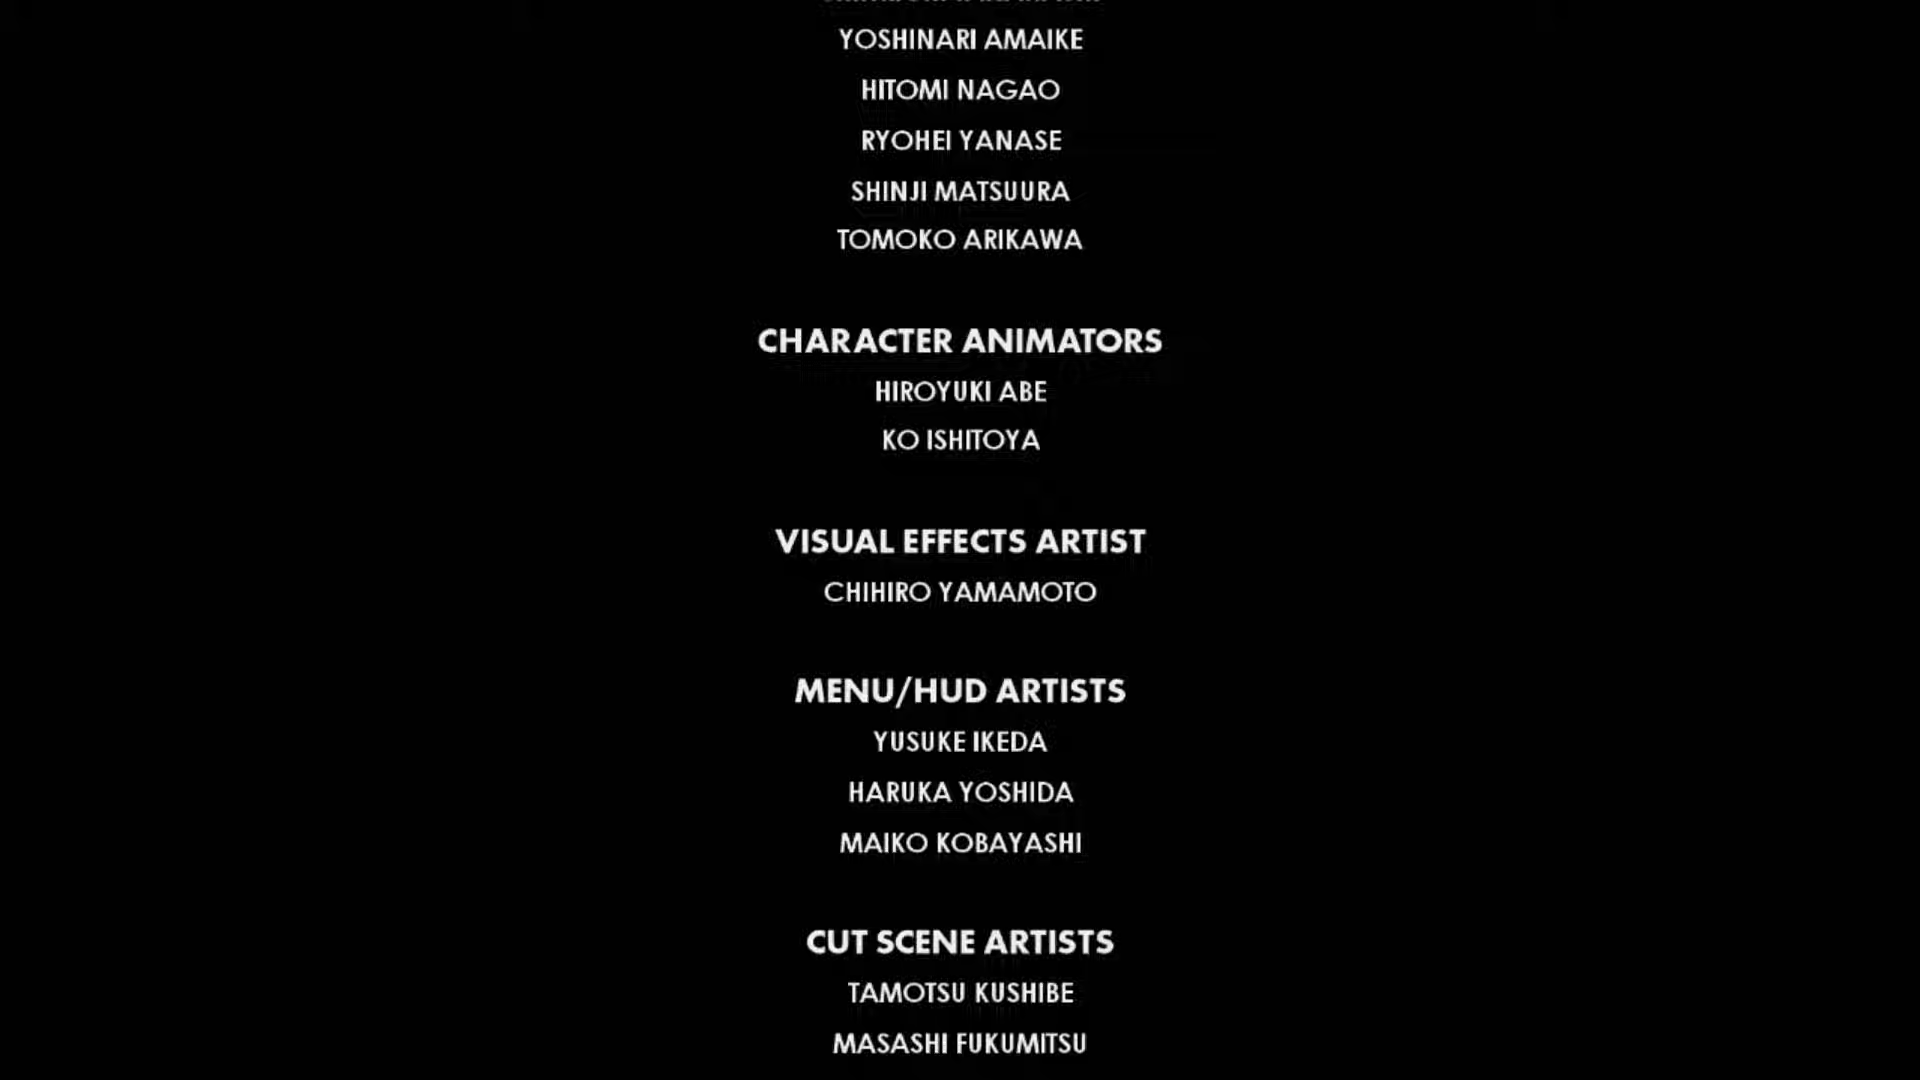 YOSHINARI AMAIKE
HITOMI NAGAO
RYOHEI YANASE
SHINJI MATSUURA
TOMOKO ARIKAWA
CHARACTER ANIMATORS
HIROYUKI ABE
KO ISHITOYA
VISUAL EFFECTS ARTIST
CHIHIRO YAMAMOTO
MENU/HUD ARTISTS
YUSUKE IKEDA
HARUKA YOSHIDA
MAIKO KOBAYASHI
CUT SCENE ARTISTS
TAMOTSU KUSHIBE
MASASHI FUKUMITSU